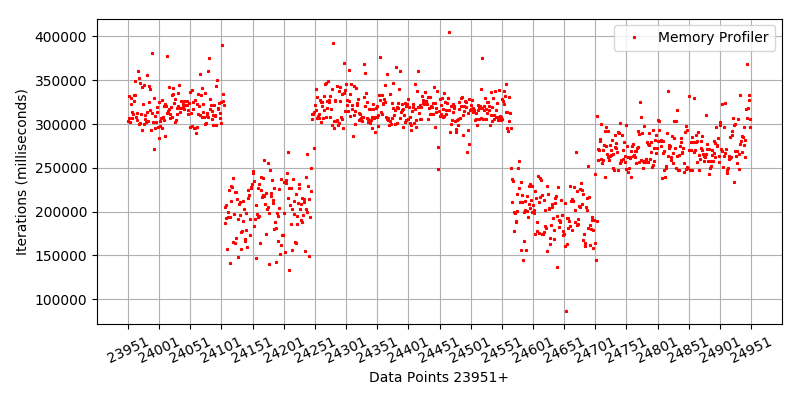 Memory Profiler
400000
350000
300000
250000
200000
150000
100000
Iterations (milliseconds)
23951 24001 24051 24101 24151 24201 24251 24301 24351 24401 24451 24501 24551 24601 24651 24701 24751 24801 24851 24901 24951
Data Points 23951+